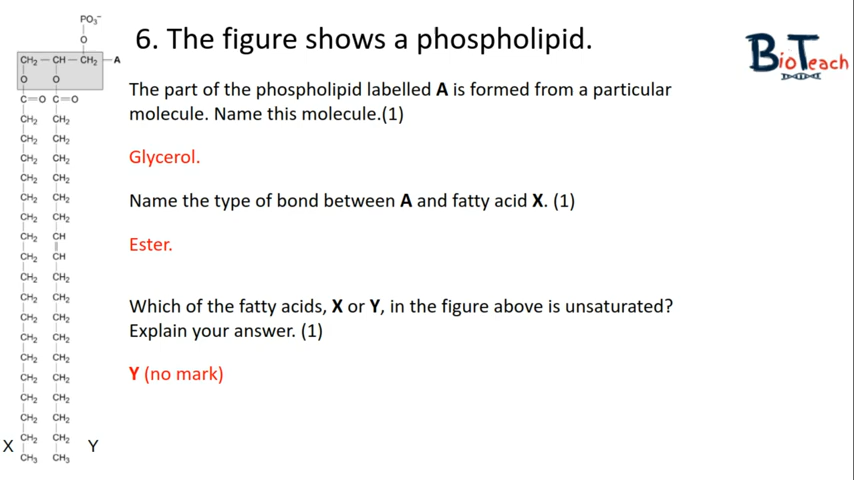 PO₃⁻
O
CH₂ — CH — CH₂ — A
O O
C=O C=O
CH₂ CH₂
CH₂ CH₂
CH₂ CH₂
CH₂ CH₂
CH₂ CH₂
CH₂ CH₂
CH₂ CH
CH₂ CH
CH₂ CH₂
CH₂ CH₂
CH₂ CH₂
CH₂ CH₂
CH₂ CH₂
CH₂ CH₂
CH₂ CH₂
CH₂ CH₂
X CH₂ CH₂ Y
CH₃ CH₃
6. The figure shows a phospholipid.
BioTeach
The part of the phospholipid labelled A is formed from a particular
molecule. Name this molecule.(1)
Glycerol.
Name the type of bond between A and fatty acid X. (1)
Ester.
Which of the fatty acids, X or Y, in the figure above is unsaturated?
Explain your answer. (1)
Y (no mark)